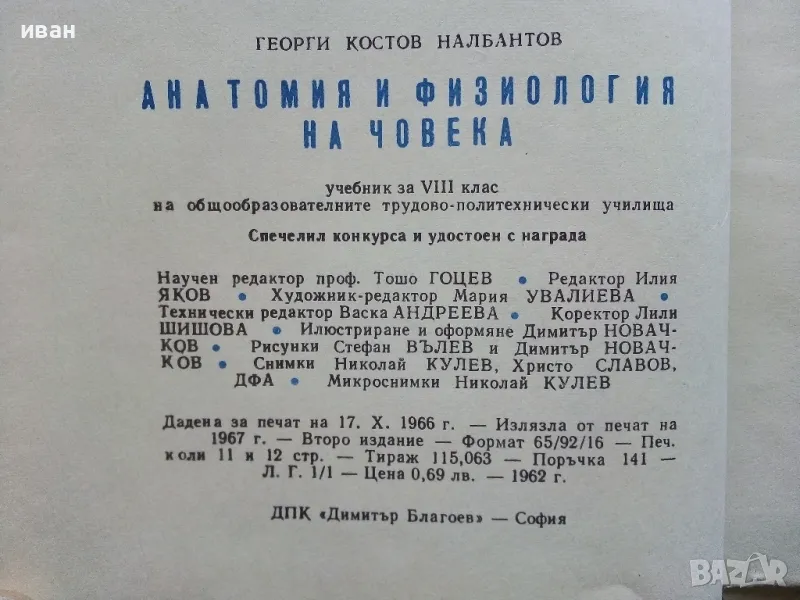 иван
ГЕОРГИ КОСТОВ НАЛБАНТОВ
АНАТОМИЯ И ФИЗИОЛОГИЯ
НА ЧОВЕКА
учебник за VIII клас
на общообразователните трудово-политехнически училища
Спечелил конкурса и удостоен с награда
Научен редактор проф. Тошо ГОЦЕВ • Редактор Илия
ЯКОВ • Художник-редактор Мария УВАЛИЕВА •
Технически редактор Васка АНДРЕЕВА • Коректор Лили
ШИШОВА • Илюстриране и оформяне Димитър НОВАЧ-
КОВ • Рисунки Стефан ВЪЛЕВ и Димитър НОВАЧ-
КОВ • Снимки Николай КУЛЕВ, Христо СЛАВОВ,
ДФА • Микроснимки Николай КУЛЕВ
Дадена за печат на 17. X. 1966 г. — Излязла от печат на
1967 г. — Второ издание — Формат 65/92/16 — Печ.
коли 11 и 12 стр. — Тираж 115,063 — Поръчка 141 —
Л. Г. 1/1 — Цена 0,69 лв. — 1962 г.
ДПК «Димитър Благоев» — София
BAZAR
bg